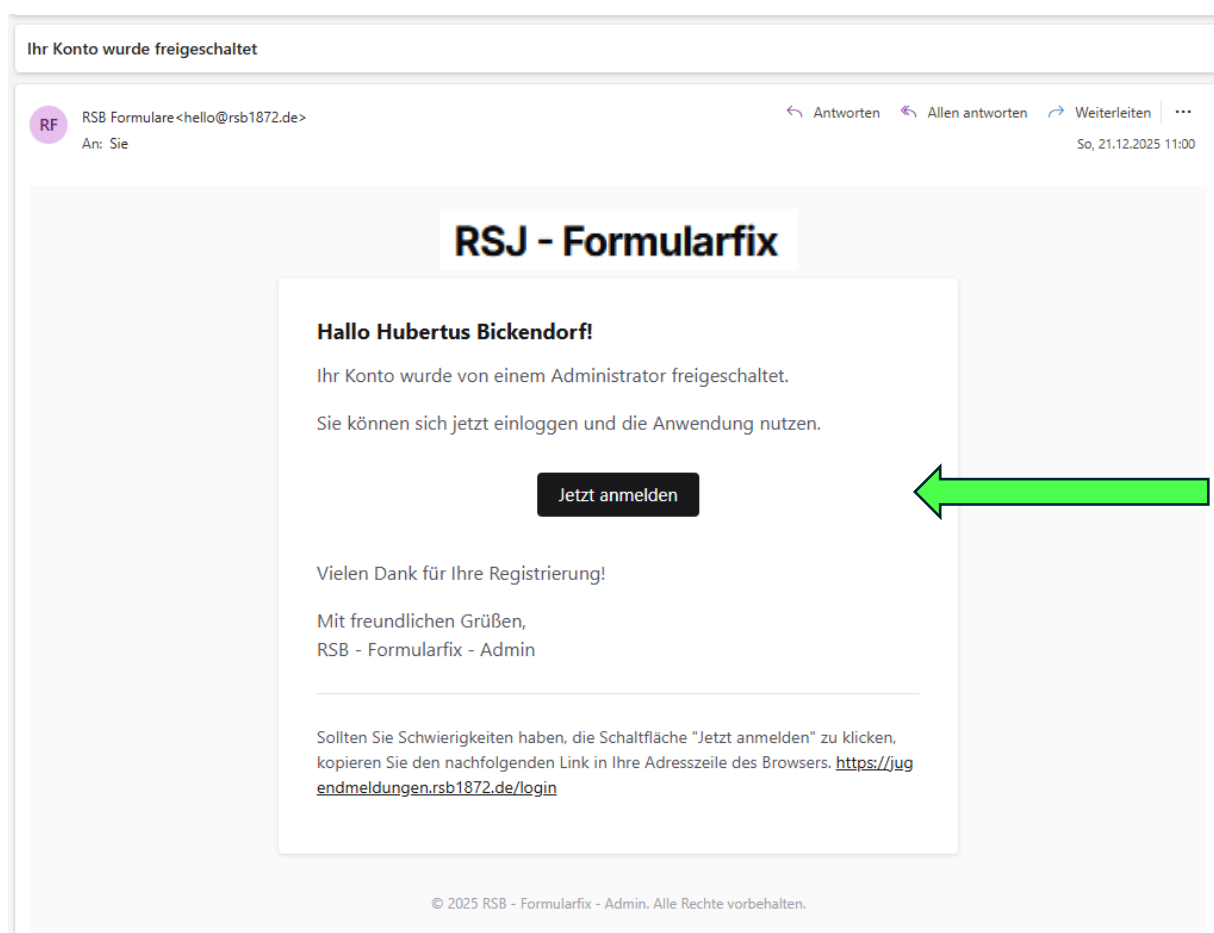 Ihr Konto wurde freigeschaltet
RF
RSB Formulare<hello@rsb1872.de>
An: Sie
Antworten
Allen antworten
Weiterleiten
So, 21.12.2025 11:00
RSJ - Formularfix
Hallo Hubertus Bickendorf!
Ihr Konto wurde von einem Administrator freigeschaltet.
Sie können sich jetzt einloggen und die Anwendung nutzen.
Jetzt anmelden
Vielen Dank für Ihre Registrierung!
Mit freundlichen Grüßen,
RSB - Formularfix - Admin
Sollten Sie Schwierigkeiten haben, die Schaltfläche "Jetzt anmelden" zu klicken,
kopieren Sie den nachfolgenden Link in Ihre Adresszeile des Browsers. https://jug
endmeldungen.rsb1872.de/login
© 2025 RSB - Formularfix - Admin. Alle Rechte vorbehalten.